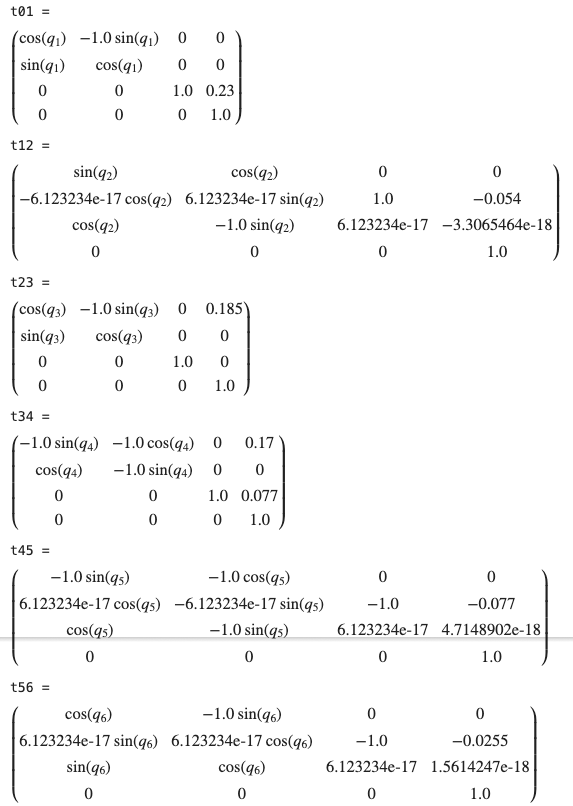 t01 =
cos(q₁) −1.0 sin(q₁) 0 0
sin(q₁) cos(q₁) 0 0
0 0 1.0 0.23
0 0 0 1.0
t12 =
sin(q₂) cos(q₂) 0 0
−6.123234e-17 cos(q₂) 6.123234e-17 sin(q₂) 1.0 −0.054
cos(q₂) −1.0 sin(q₂) 6.123234e-17 −3.3065464e-18
0 0 0 1.0
t23 =
cos(q₃) −1.0 sin(q₃) 0 0.185
sin(q₃) cos(q₃) 0 0
0 0 1.0 0
0 0 0 1.0
t34 =
−1.0 sin(q₄) −1.0 cos(q₄) 0 0.17
cos(q₄) −1.0 sin(q₄) 0 0
0 0 1.0 0.077
0 0 0 1.0
t45 =
−1.0 sin(q₅) −1.0 cos(q₅) 0 0
6.123234e-17 cos(q₅) −6.123234e-17 sin(q₅) −1.0 −0.077
cos(q₅) −1.0 sin(q₅) 6.123234e-17 4.7148902e-18
0 0 0 1.0
t56 =
cos(q₆) −1.0 sin(q₆) 0 0
6.123234e-17 sin(q₆) 6.123234e-17 cos(q₆) −1.0 −0.0255
sin(q₆) cos(q₆) 6.123234e-17 1.5614247e-18
0 0 0 1.0